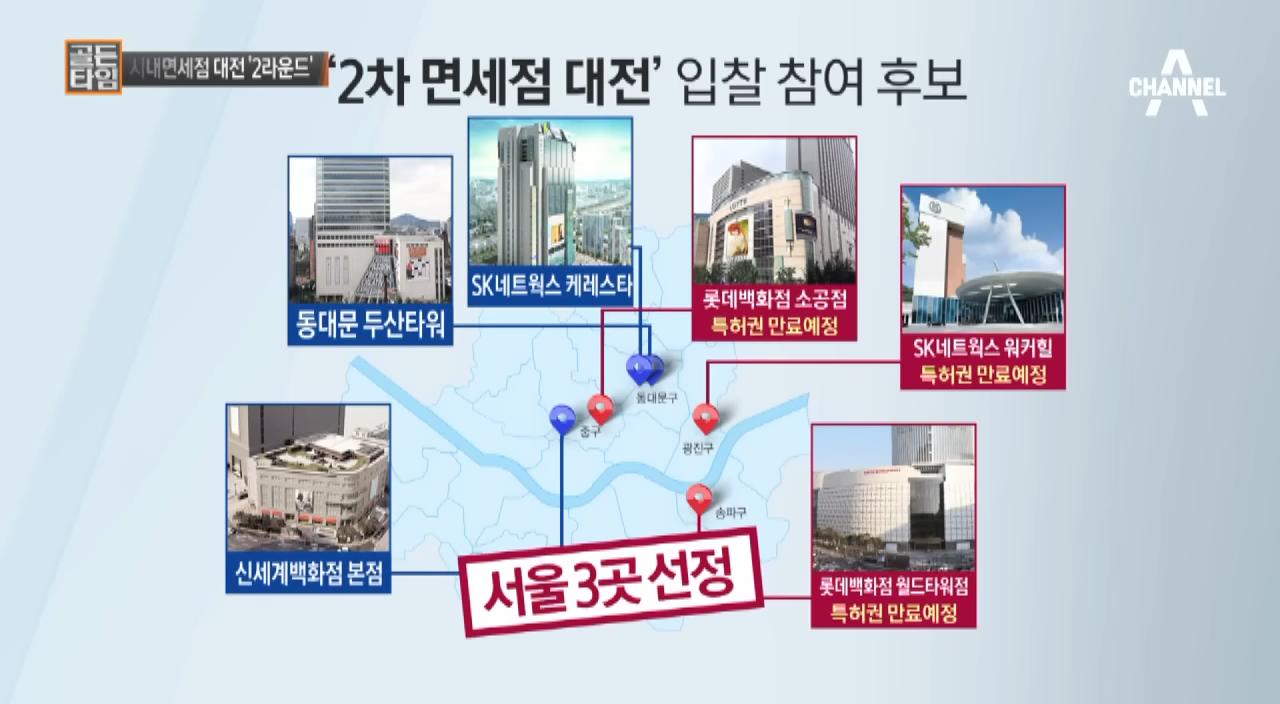 골든
타임
시내면세점 대전 '2라운드'
'2차 면세점 대전' 입찰 참여 후보
CHANNEL A
동대문 두산타워
SK네트웍스 케레스타
롯데백화점 소공점
특허권 만료예정
SK네트웍스 워커힐
특허권 만료예정
동대문구
중구
광진구
송파구
신세계백화점 본점
서울 3곳 선정
롯데백화점 월드타워점
특허권 만료예정